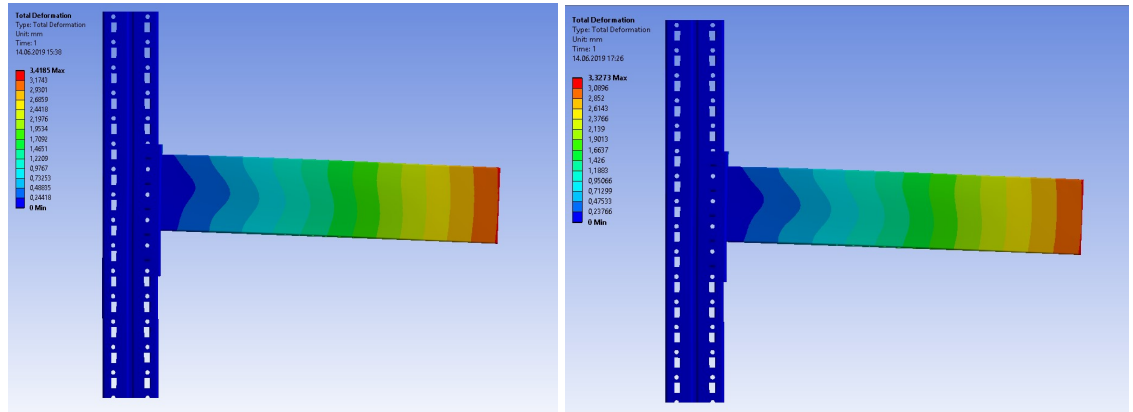 Total Deformation
Type: Total Deformation
Unit: mm
Time: 1
14.06.2019 15:38
3,4185 Max
3,1743
2,9301
2,6859
2,4418
2,1976
1,9534
1,7092
1,4651
1,2209
0,9767
0,73253
0,48835
0,24418
0 Min
Total Deformation
Type: Total Deformation
Unit: mm
Time: 1
14.06.2019 17:26
3,3273 Max
3,0896
2,852
2,6143
2,3766
2,139
1,9013
1,6637
1,426
1,1883
0,95066
0,71299
0,47533
0,23766
0 Min